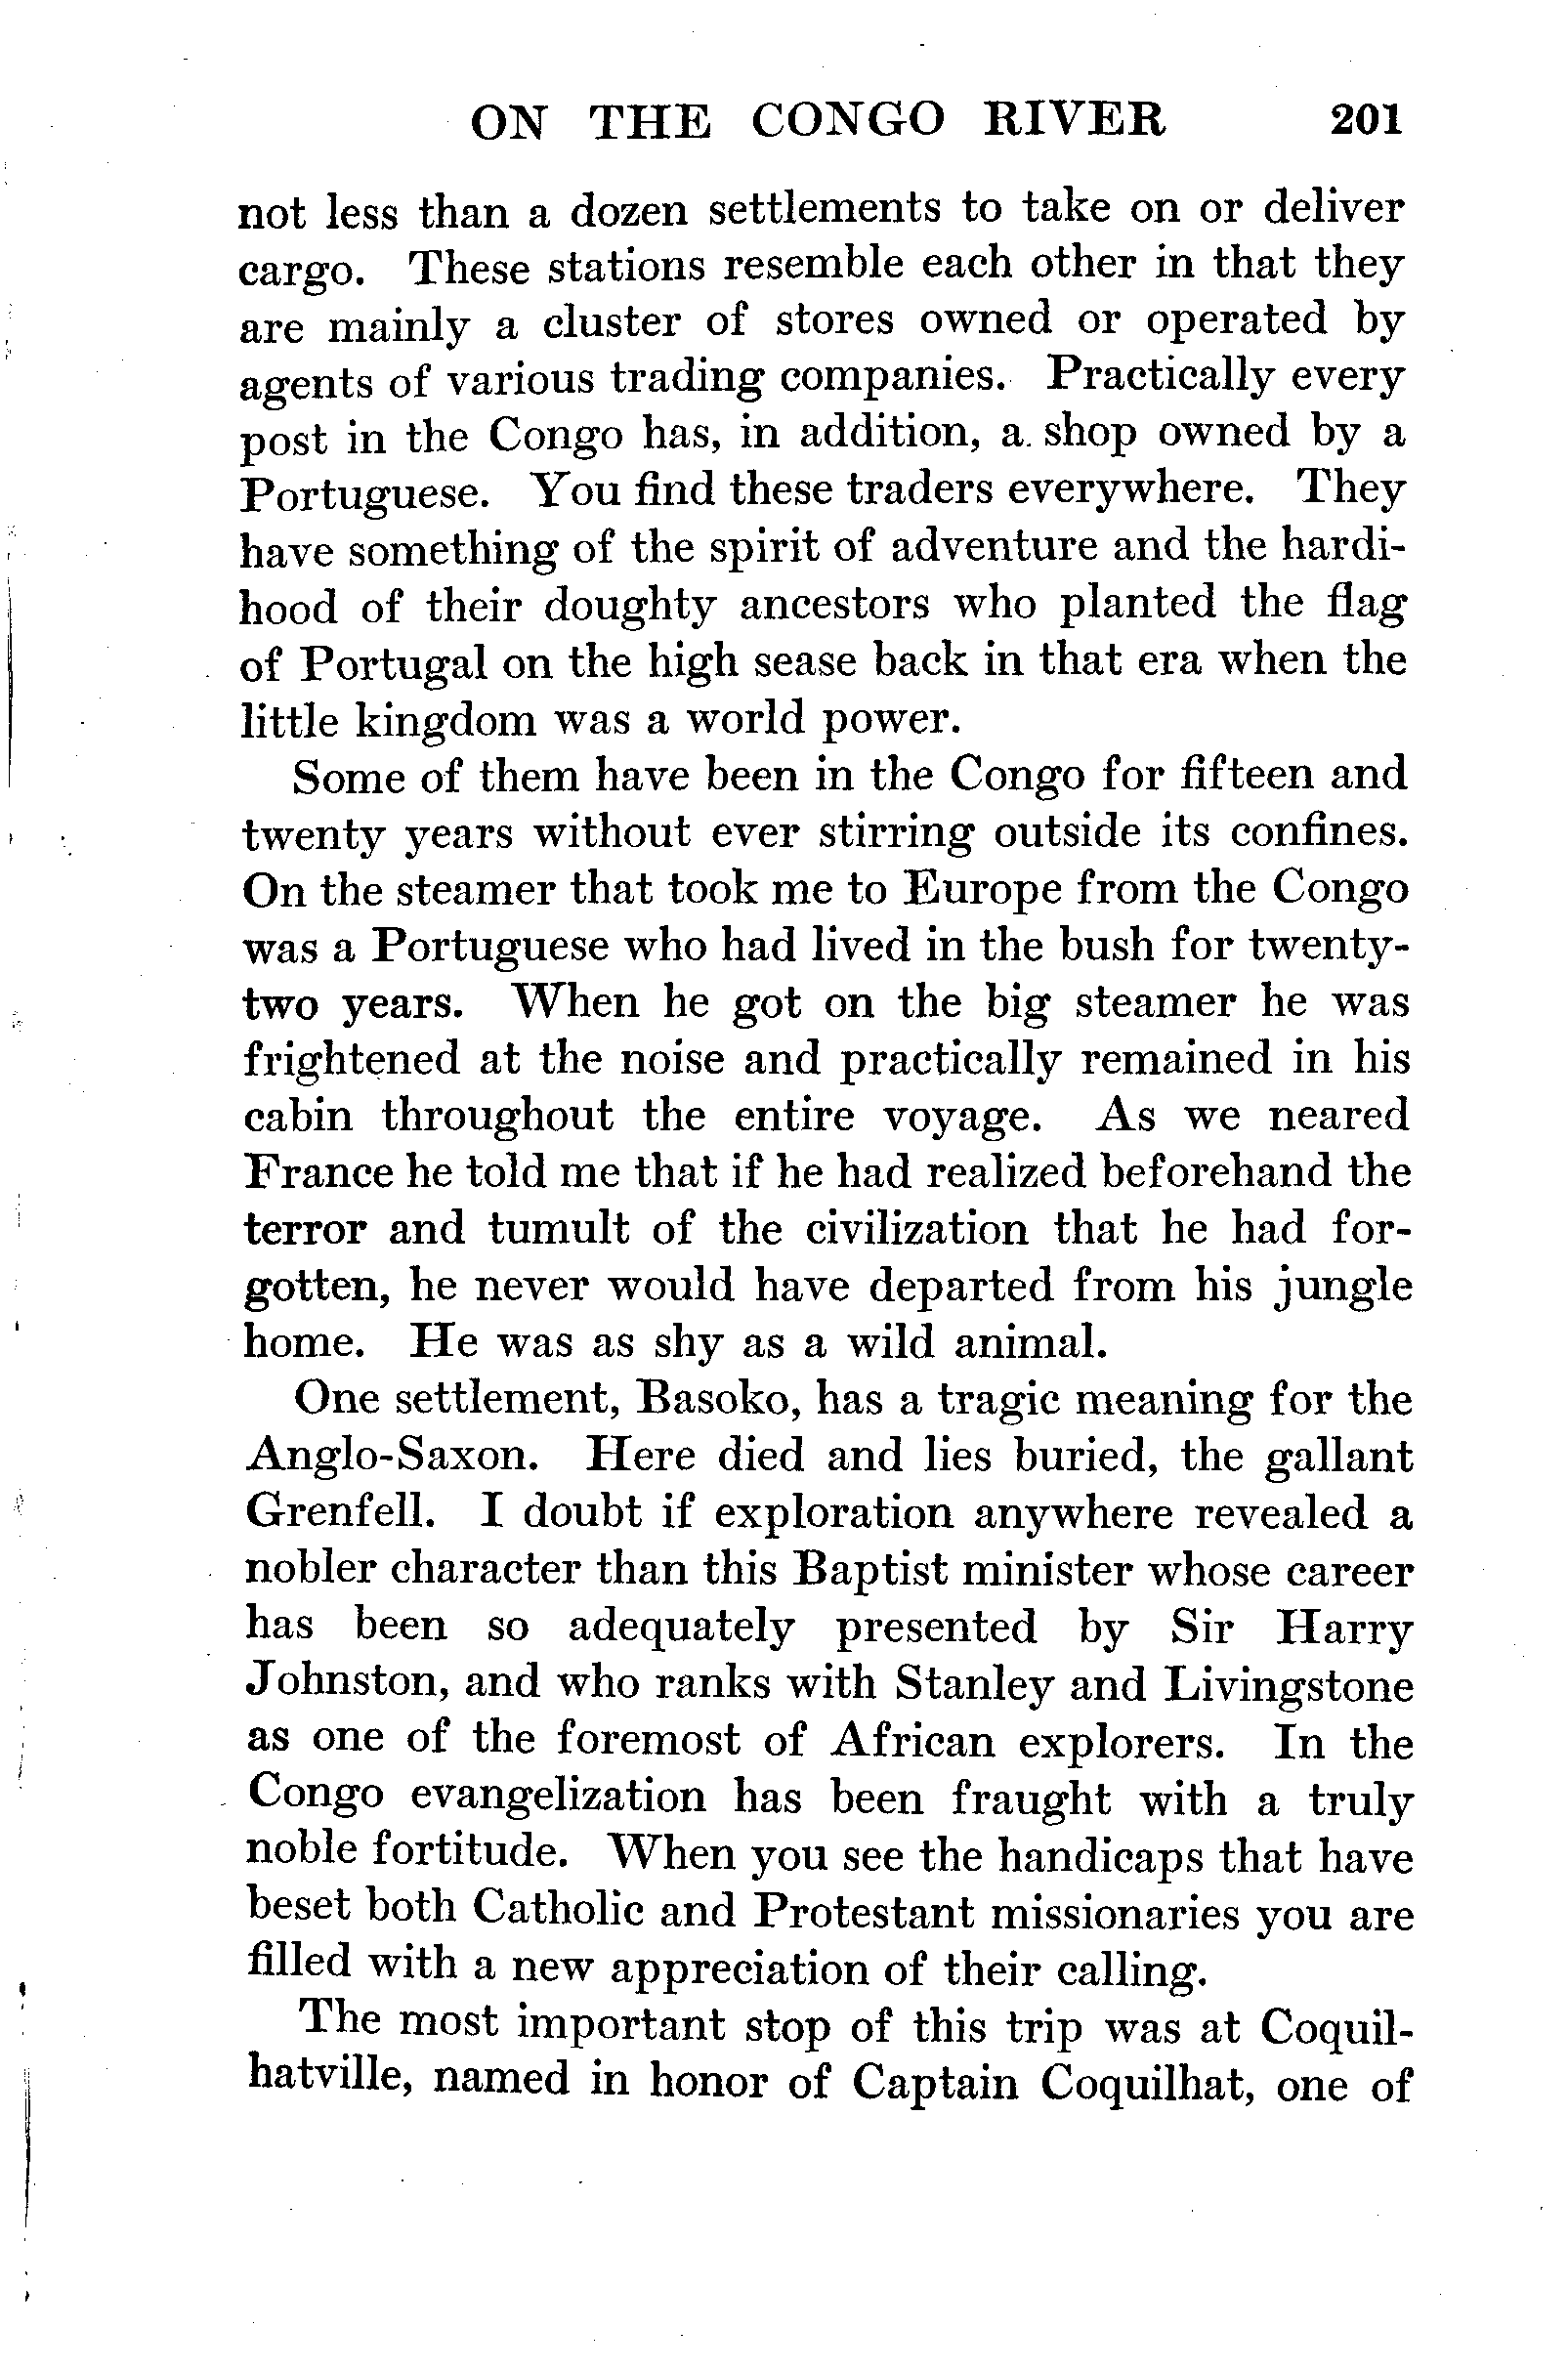 ON THE CONGO RIVER 201
not less than a dozen settlements to take on or deliver
cargo. These stations resemble each other in that they
are mainly a cluster of stores owned or operated by
agents of various trading companies. Practically every
post in the Congo has, in addition, a shop owned by a
Portuguese. You find these traders everywhere. They
have something of the spirit of adventure and the hardi-
hood of their doughty ancestors who planted the flag
of Portugal on the high sease back in that era when the
little kingdom was a world power.
Some of them have been in the Congo for fifteen and
twenty years without ever stirring outside its confines.
On the steamer that took me to Europe from the Congo
was a Portuguese who had lived in the bush for twenty-
two years. When he got on the big steamer he was
frightened at the noise and practically remained in his
cabin throughout the entire voyage. As we neared
France he told me that if he had realized beforehand the
terror and tumult of the civilization that he had for-
gotten, he never would have departed from his jungle
home. He was as shy as a wild animal.
One settlement, Basoko, has a tragic meaning for the
Anglo-Saxon. Here died and lies buried, the gallant
Grenfell. I doubt if exploration anywhere revealed a
nobler character than this Baptist minister whose career
has been so adequately presented by Sir Harry
Johnston, and who ranks with Stanley and Livingstone
as one of the foremost of African explorers. In the
Congo evangelization has been fraught with a truly
noble fortitude. When you see the handicaps that have
beset both Catholic and Protestant missionaries you are
filled with a new appreciation of their calling.
The most important stop of this trip was at Coquil-
hatville, named in honor of Captain Coquilhat, one of